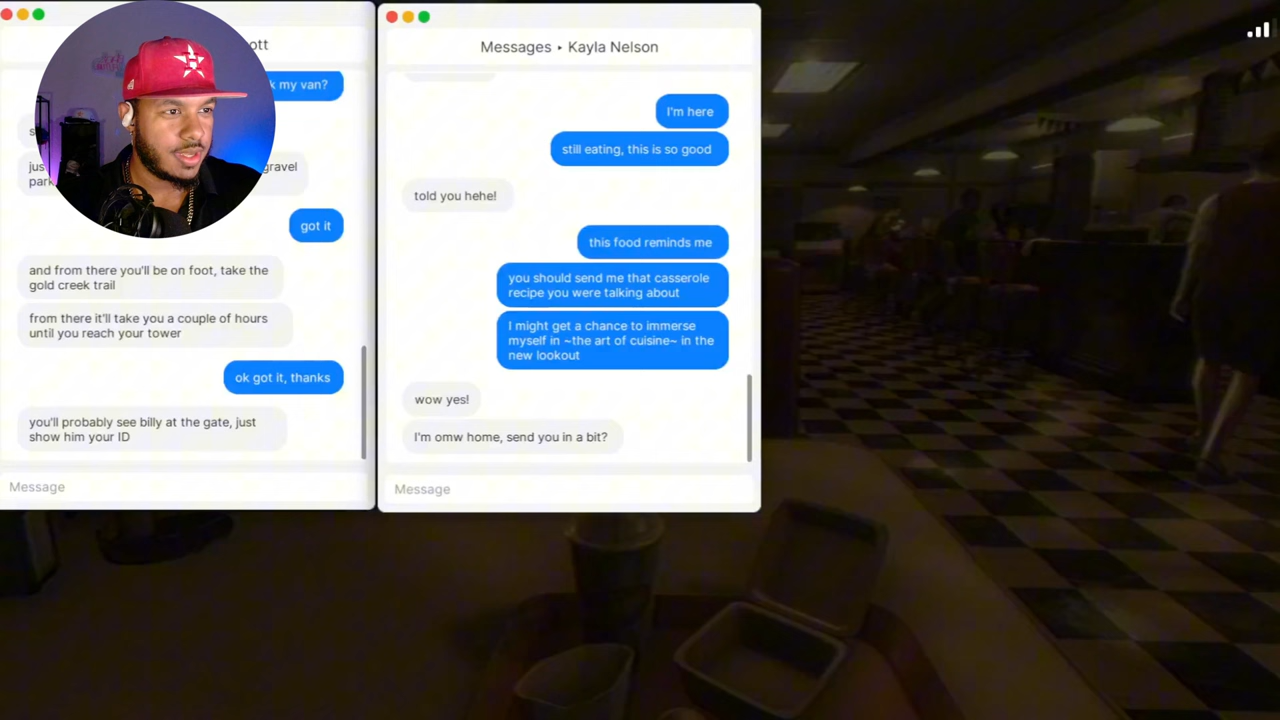 ott
k my van?
s
jus
gravel
park
got it
and from there you'll be on foot, take the
gold creek trail
from there it'll take you a couple of hours
until you reach your tower
ok got it, thanks
you'll probably see billy at the gate, just
show him your ID
Message
Messages • Kayla Nelson
I'm here
still eating, this is so good
told you hehe!
this food reminds me
you should send me that casserole
recipe you were talking about
I might get a chance to immerse
myself in ~the art of cuisine~ in the
new lookout
wow yes!
I'm omw home, send you in a bit?
Message